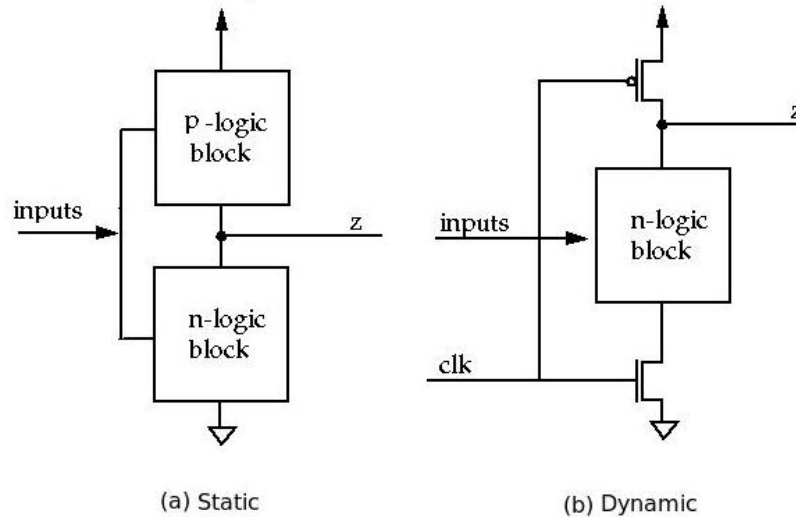 p -logic
block
inputs
z
n-logic
block
(a) Static
z
inputs
n-logic
block
clk
(b) Dynamic